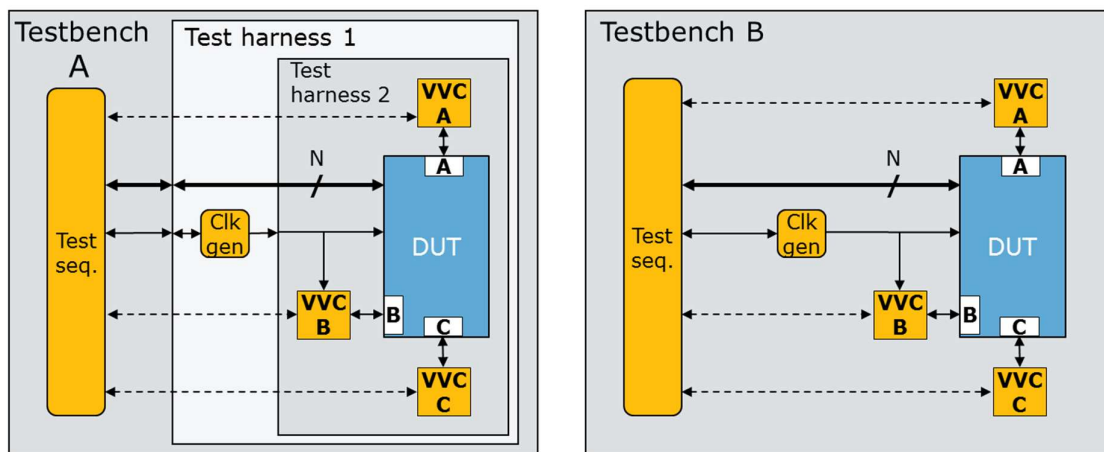 Testbench
A
Test harness 1
Test
harness 2
VVC
A
N
A
Clk
gen
Test
seq.
DUT
VVC
B
B
C
VVC
C
Testbench B
VVC
A
N
A
Clk
gen
Test
seq.
DUT
VVC
B
B
C
VVC
C